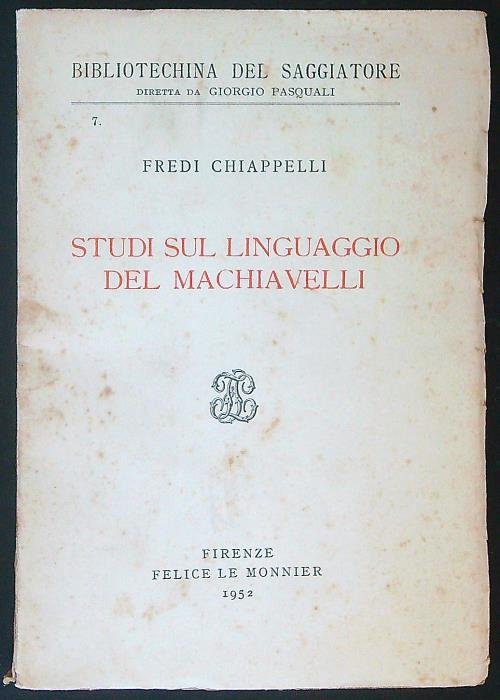 BIBLIOTECHINA DEL SAGGIATORE
DIRETTA DA GIORGIO PASQUALI
7.
FREDI CHIAPPELLI
STUDI SUL LINGUAGGIO
DEL MACHIAVELLI
FIRENZE
FELICE LE MONNIER
1952